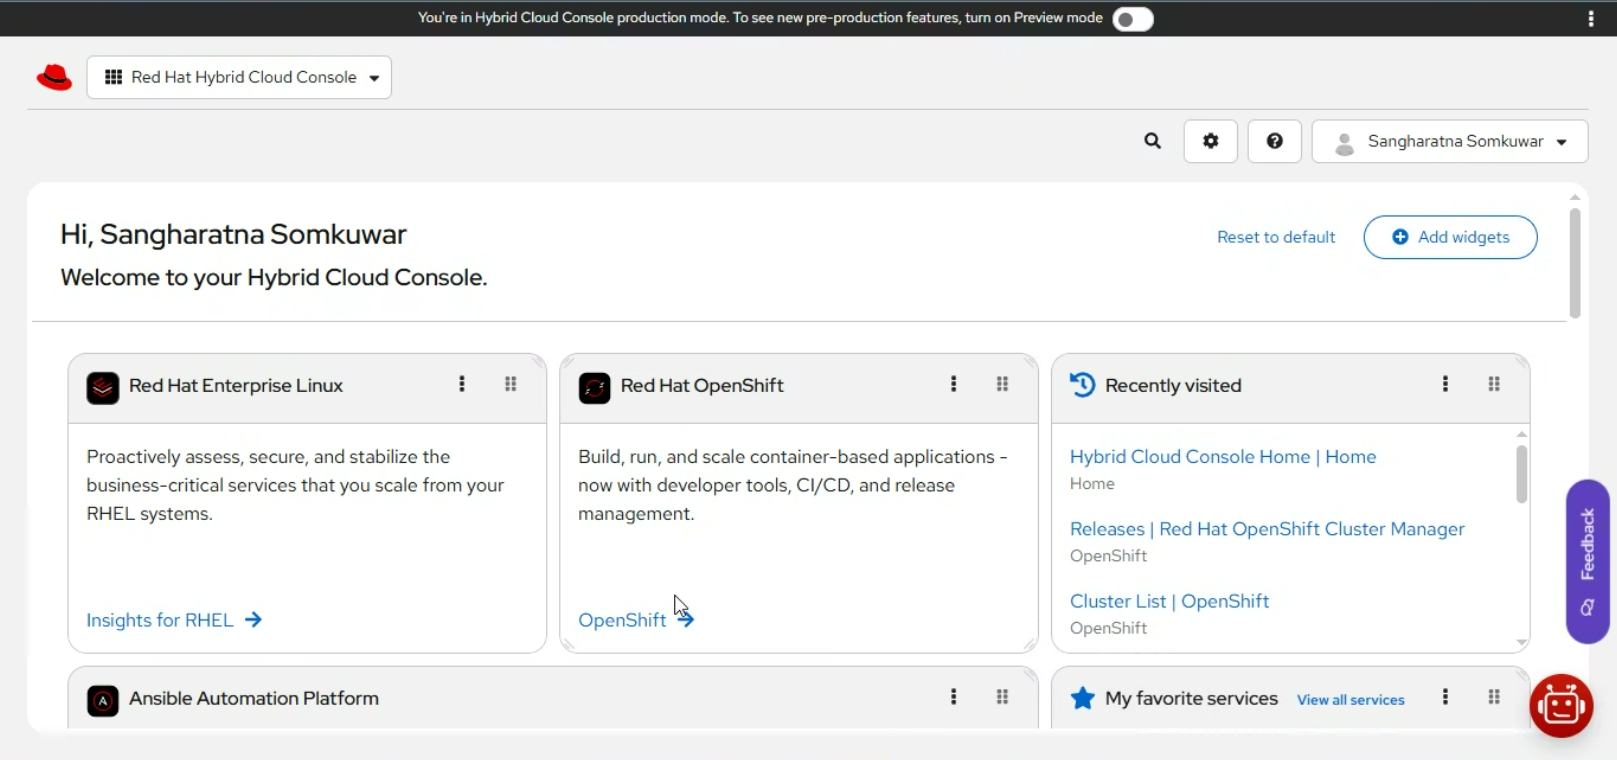 You're in Hybrid Cloud Console production mode. To see new pre-production features, turn on Preview mode
Red Hat Hybrid Cloud Console
Sangharatna Somkuwar
Hi, Sangharatna Somkuwar
Welcome to your Hybrid Cloud Console.
Reset to default
Add widgets
Red Hat Enterprise Linux
Proactively assess, secure, and stabilize the
business-critical services that you scale from your
RHEL systems.
Insights for RHEL
Red Hat OpenShift
Build, run, and scale container-based applications -
now with developer tools, CI/CD, and release
management.
OpenShift
Recently visited
Hybrid Cloud Console Home | Home
Home
Releases | Red Hat OpenShift Cluster Manager
OpenShift
Cluster List | OpenShift
OpenShift
Feedback
Ansible Automation Platform
My favorite services
View all services